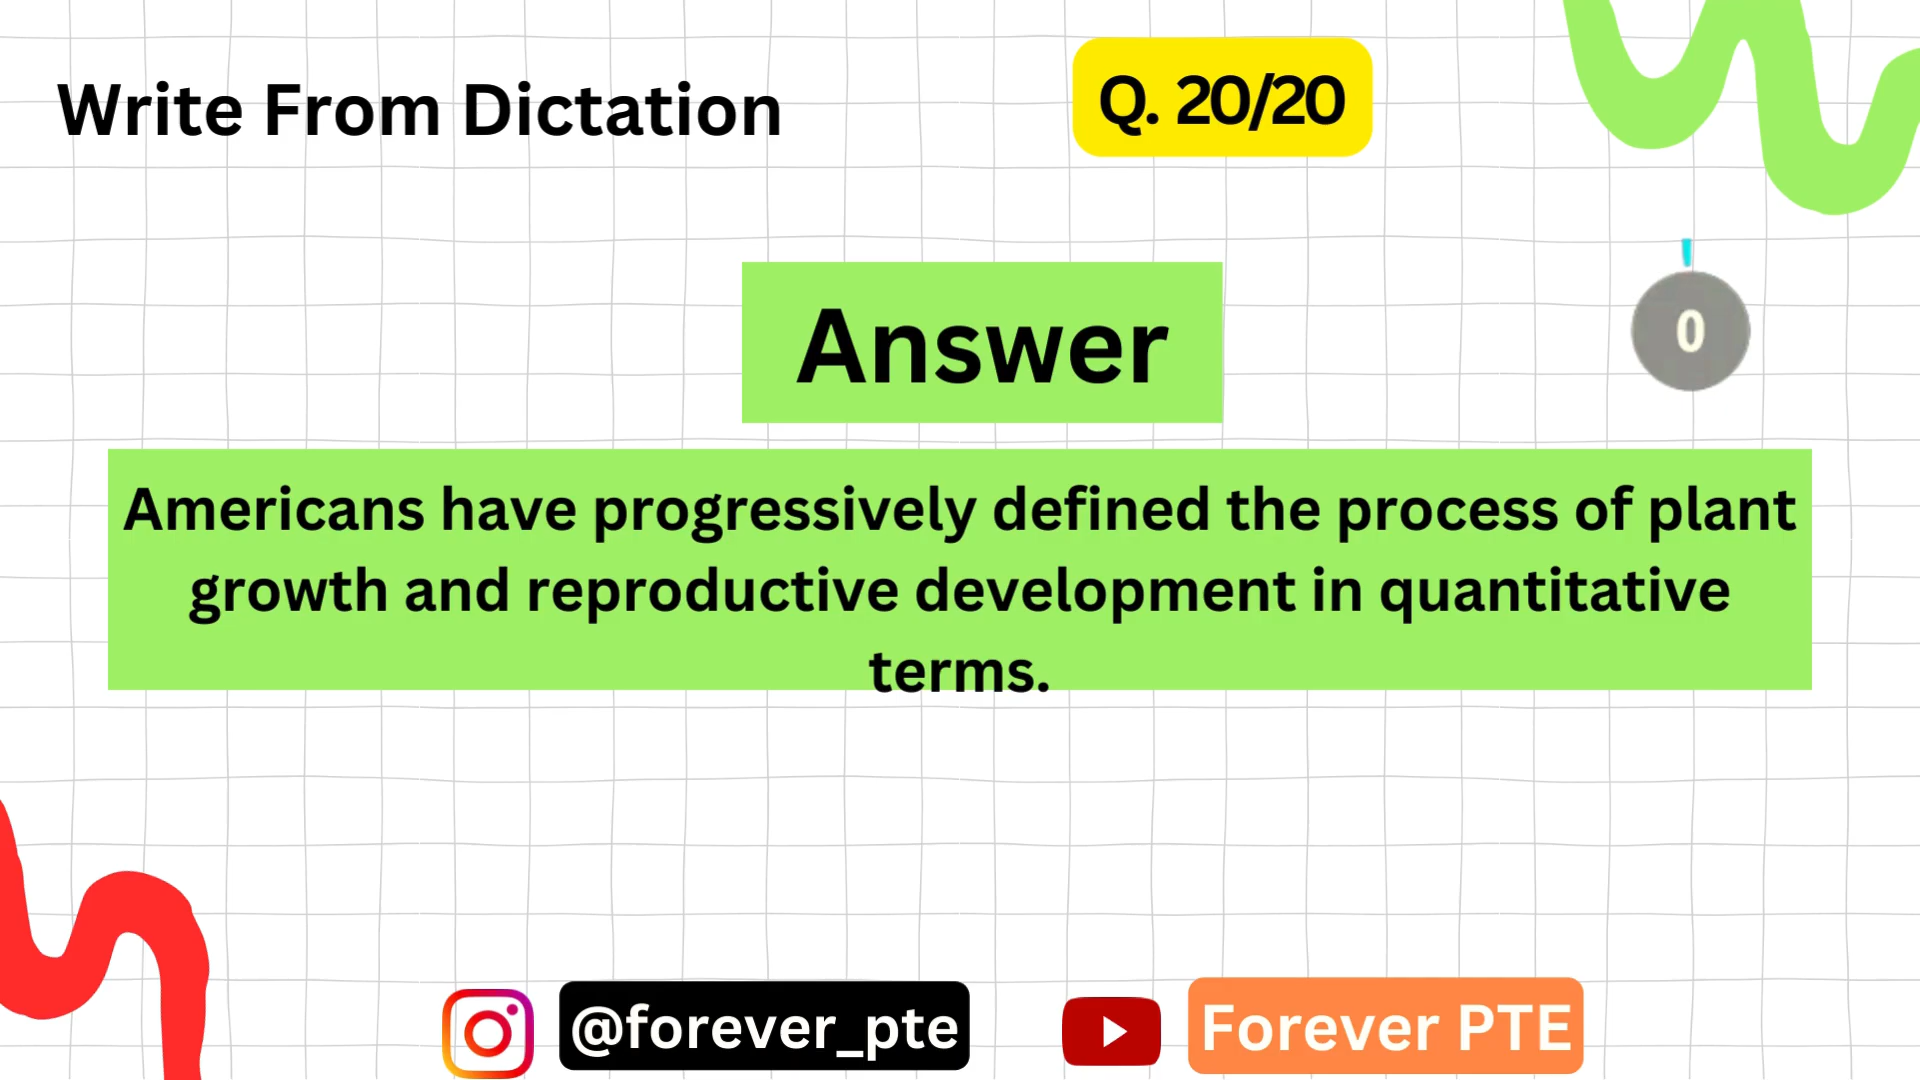 Write From Dictation
Q. 20/20
Answer
0
Americans have progressively defined the process of plant
growth and reproductive development in quantitative
terms.
@forever_pte
Forever PTE